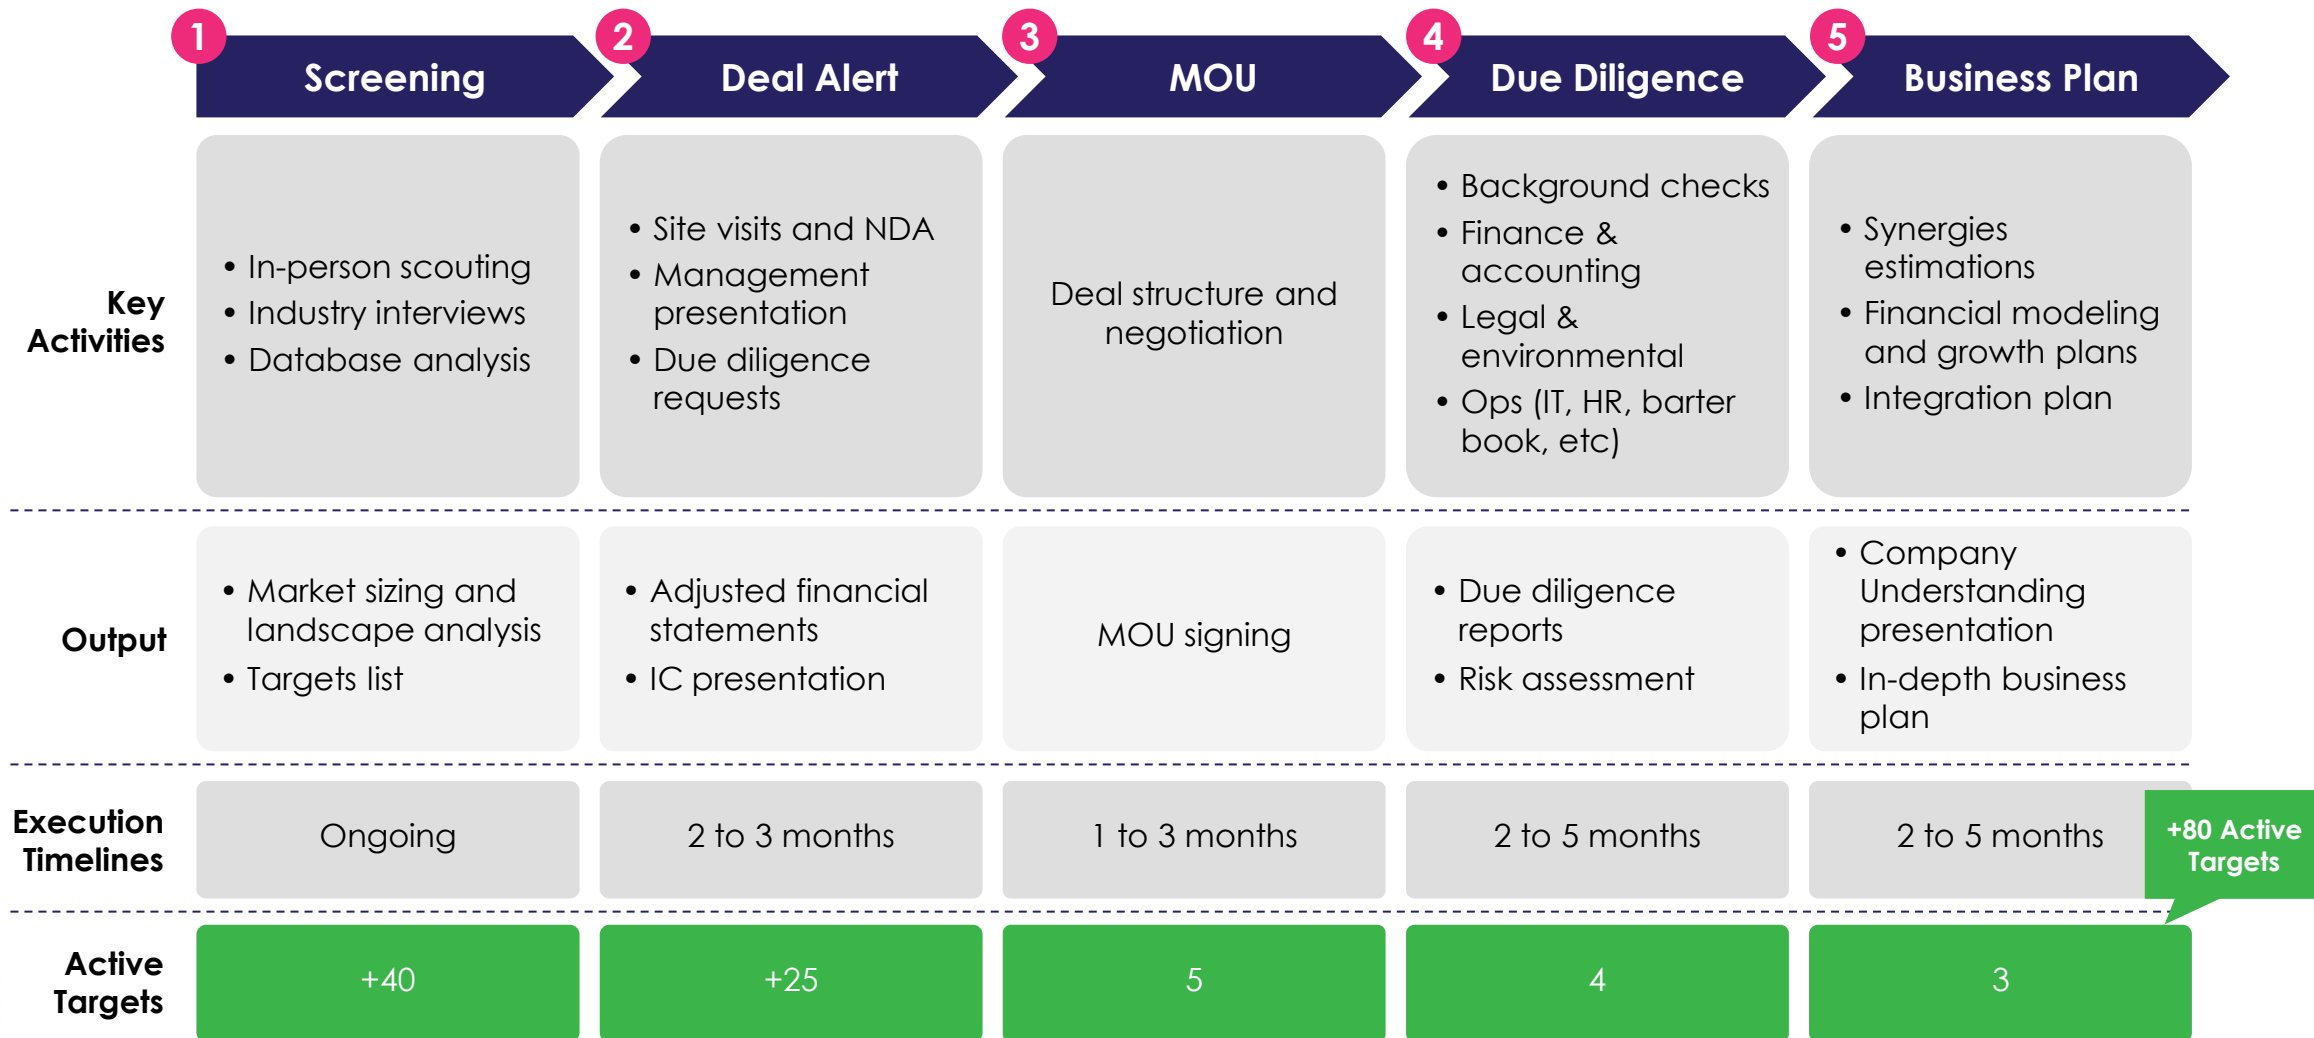 1
Screening
2
Deal Alert
3
MOU
4
Due Diligence
5
Business Plan
Key
Activities
• In-person scouting
• Industry interviews
• Database analysis
• Site visits and NDA
• Management
presentation
• Due diligence
requests
Deal structure and
negotiation
• Background checks
• Finance &
accounting
• Legal &
environmental
• Ops (IT, HR, barter
book, etc)
• Synergies
estimations
• Financial modeling
and growth plans
• Integration plan
Output
• Market sizing and
landscape analysis
• Targets list
• Adjusted financial
statements
• IC presentation
MOU signing
• Due diligence
reports
• Risk assessment
• Company
Understanding
presentation
• In-depth business
plan
Execution
Timelines
Ongoing
2 to 3 months
1 to 3 months
2 to 5 months
2 to 5 months
+80 Active
Targets
Active
Targets
+40
+25
5
4
3